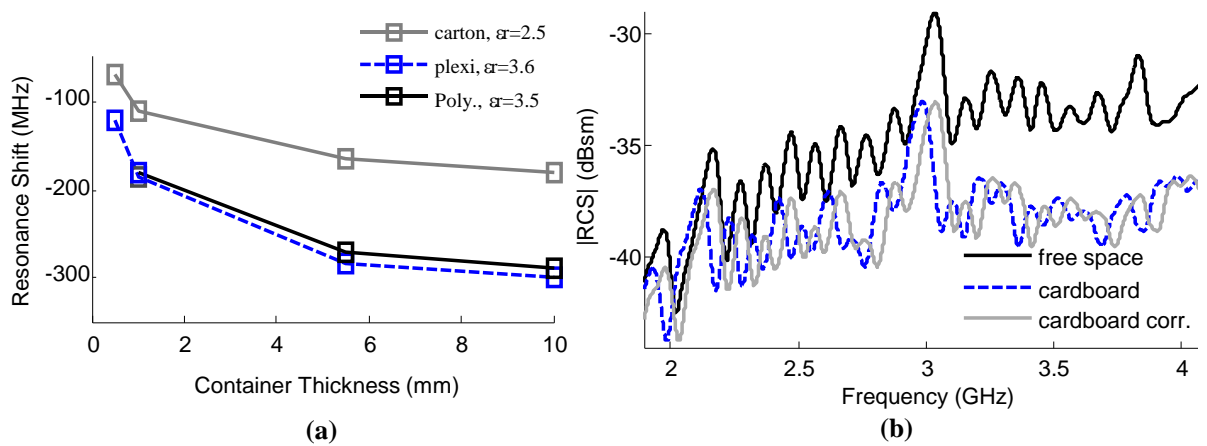 carton, εr=2.5
plexi, εr=3.6
Poly., εr=3.5
Resonance Shift (MHz)
-100
-200
-300
0
2
4
6
8
10
Container Thickness (mm)
(a)
|RCS| (dBsm)
-30
-35
-40
free space
cardboard
cardboard corr.
2
2.5
3
3.5
4
Frequency (GHz)
(b)